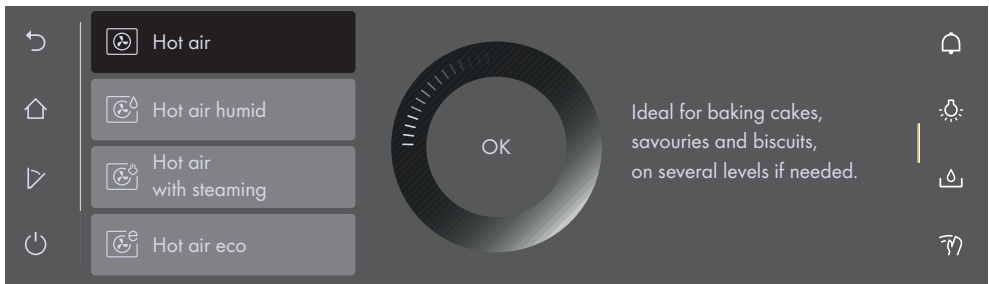 Hot air
Hot air humid
Hot air
with steaming
e
Hot air eco
OK
Ideal for baking cakes,
savouries and biscuits,
on several levels if needed.